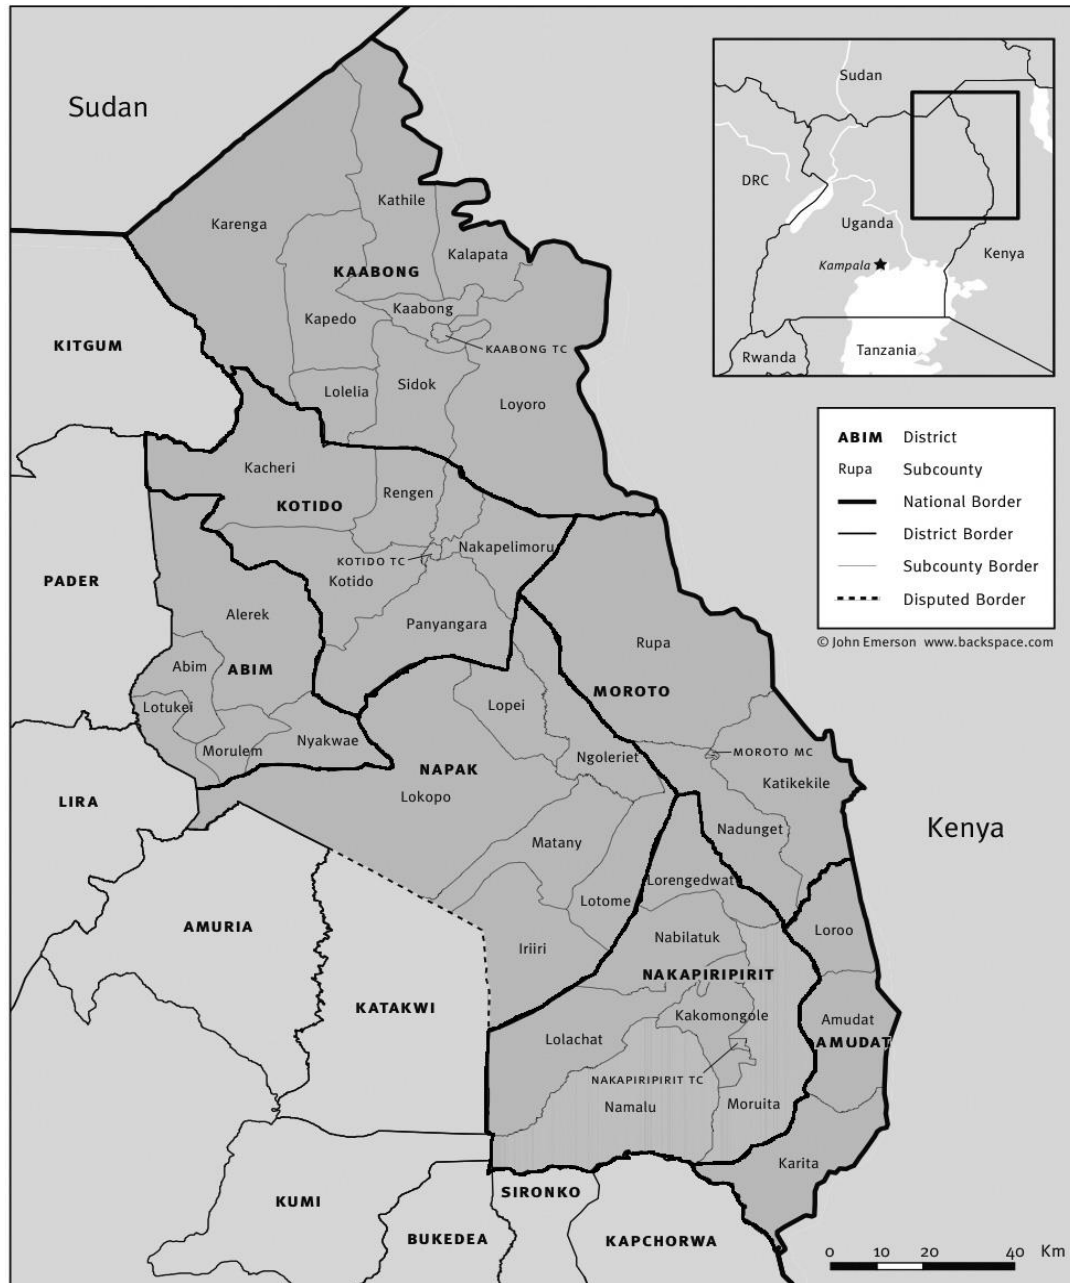 Sudan
Karenga
Kathile
Kalapata
KAABONG
Kaabong
Kapedo
KAABONG TC
KITGUM
Lolelia
Sidok
Loyoro
Kacheri
Rengen
KOTIDO
KOTIDO TC
Nakapelimoru
Kotido
PADER
Alerek
Panyangara
Rupa
Abim
ABIM
MOROTO
Lotukei
Lopei
Nyakwae
Morulem
MOROTO MC
Ngoleriet
NAPAK
Katikekile
LIRA
Lokopo
Kenya
Nadunget
Matany
Lorengedwat
Lotome
AMURIA
Loroo
Nabilatuk
Iriiri
NAKAPIRIPIRIT
KATAKWI
Kakomongole
Amudat
AMUDAT
Lolachat
NAKAPIRIPIRIT TC
Namalu
Moruita
Karita
SIRONKO
KUMI
BUKEDEA
KAPCHORWA
Sudan
DRC
Uganda
Kampala
Kenya
Rwanda
Tanzania
ABIM District
Rupa Subcounty
National Border
District Border
Subcounty Border
Disputed Border
© John Emerson www.backspace.com
0 10 20 40 Km